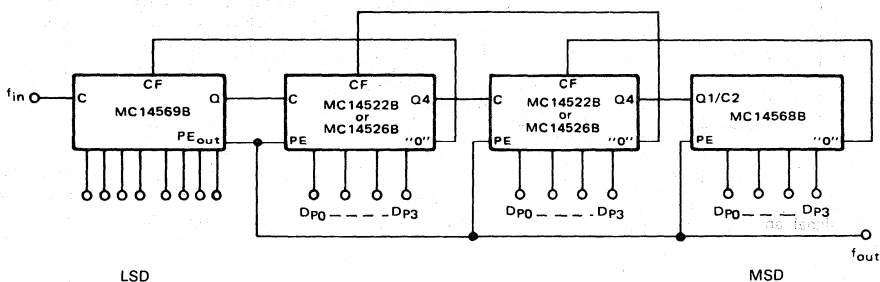 CF
CF
CF
f_in
C
Q
MC14569B
PE_out
C
Q4
MC14522B
or
MC14526B
PE
"0"
C
Q4
MC14522B
or
MC14526B
PE
"0"
Q1/C2
MC14568B
PE
"0"
D_P0 _ _ _ _ _ D_P3
D_P0 _ _ _ _ _ D_P3
D_P0 _ _ _ _ D_P3
f_out
LSD
MSD